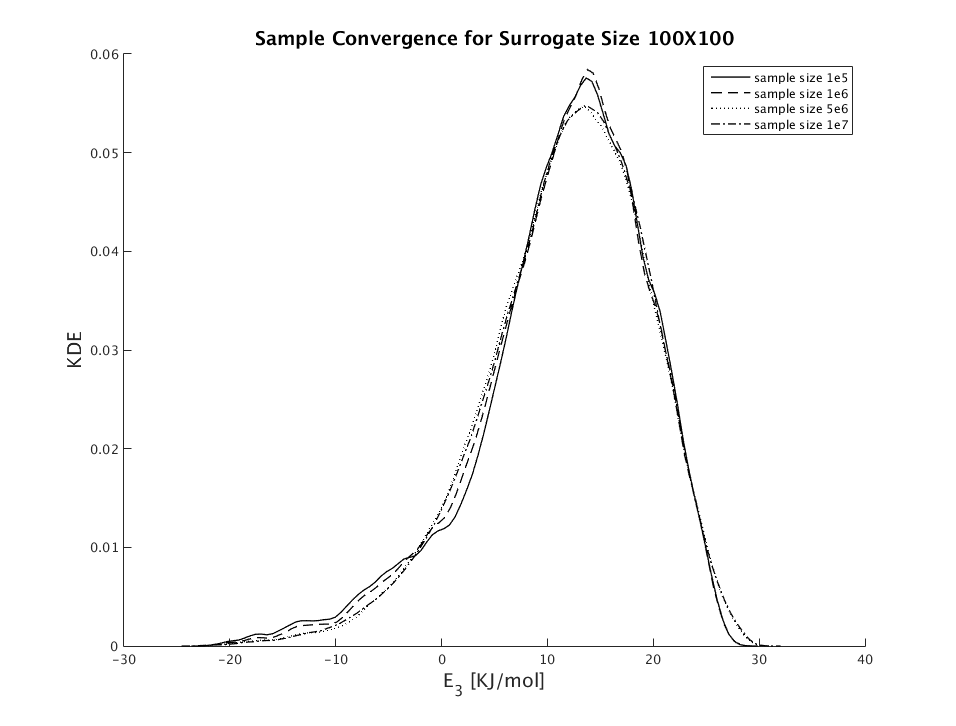 Sample Convergence for Surrogate Size 100X100
sample size 1e5
sample size 1e6
sample size 5e6
sample size 1e7
0.06
0.05
0.04
0.03
0.02
0.01
0
KDE
-30 -20 -10 0 10 20 30 40
E3 [KJ/mol]